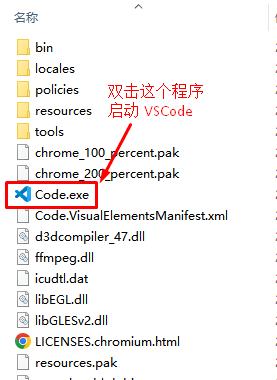 bin
locales
policies
resources
tools
双击这个程序
启动 VSCode
chrome_100_percent.pak
chrome_200_percent.pak
Code.exe
Code.VisualElementsManifest.xml
d3dcompiler_47.dll
ffmpeg.dll
icudtl.dat
libEGL.dll
libGLESv2.dll
LICENSES.chromium.html
resources.pak